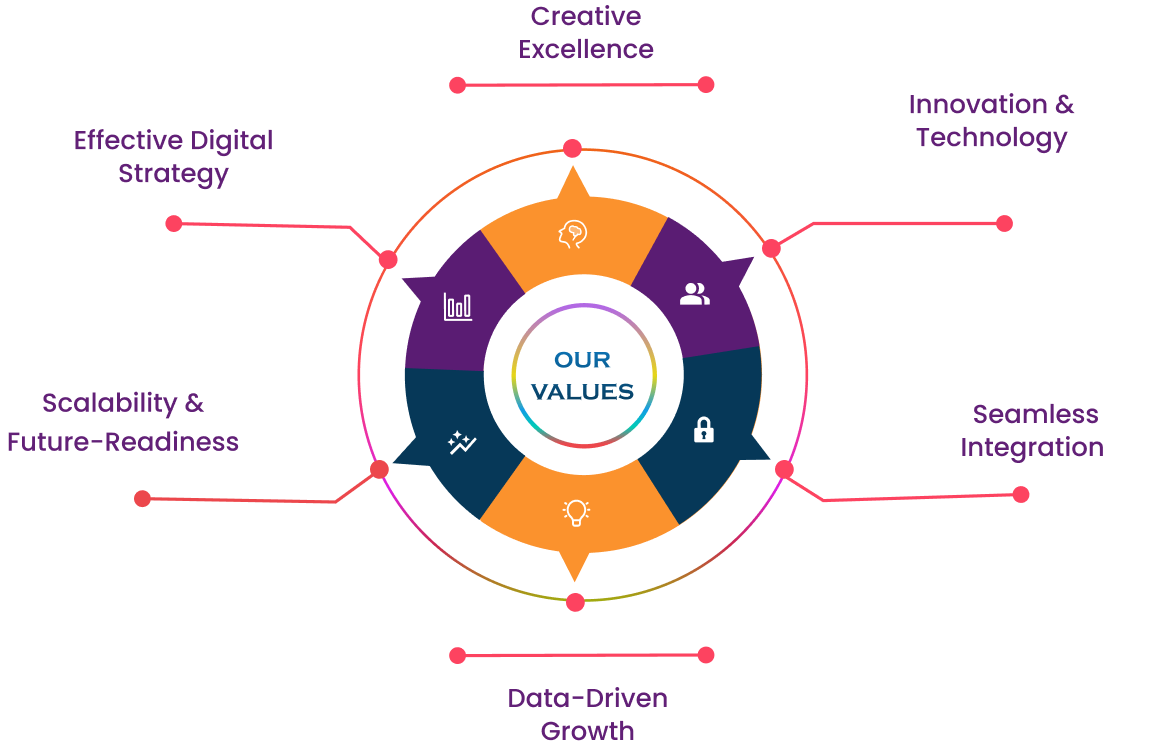 Creative
Excellence
Innovation &
Technology
Effective Digital
Strategy
OUR
VALUES
Scalability &
Future-Readiness
Seamless
Integration
Data-Driven
Growth